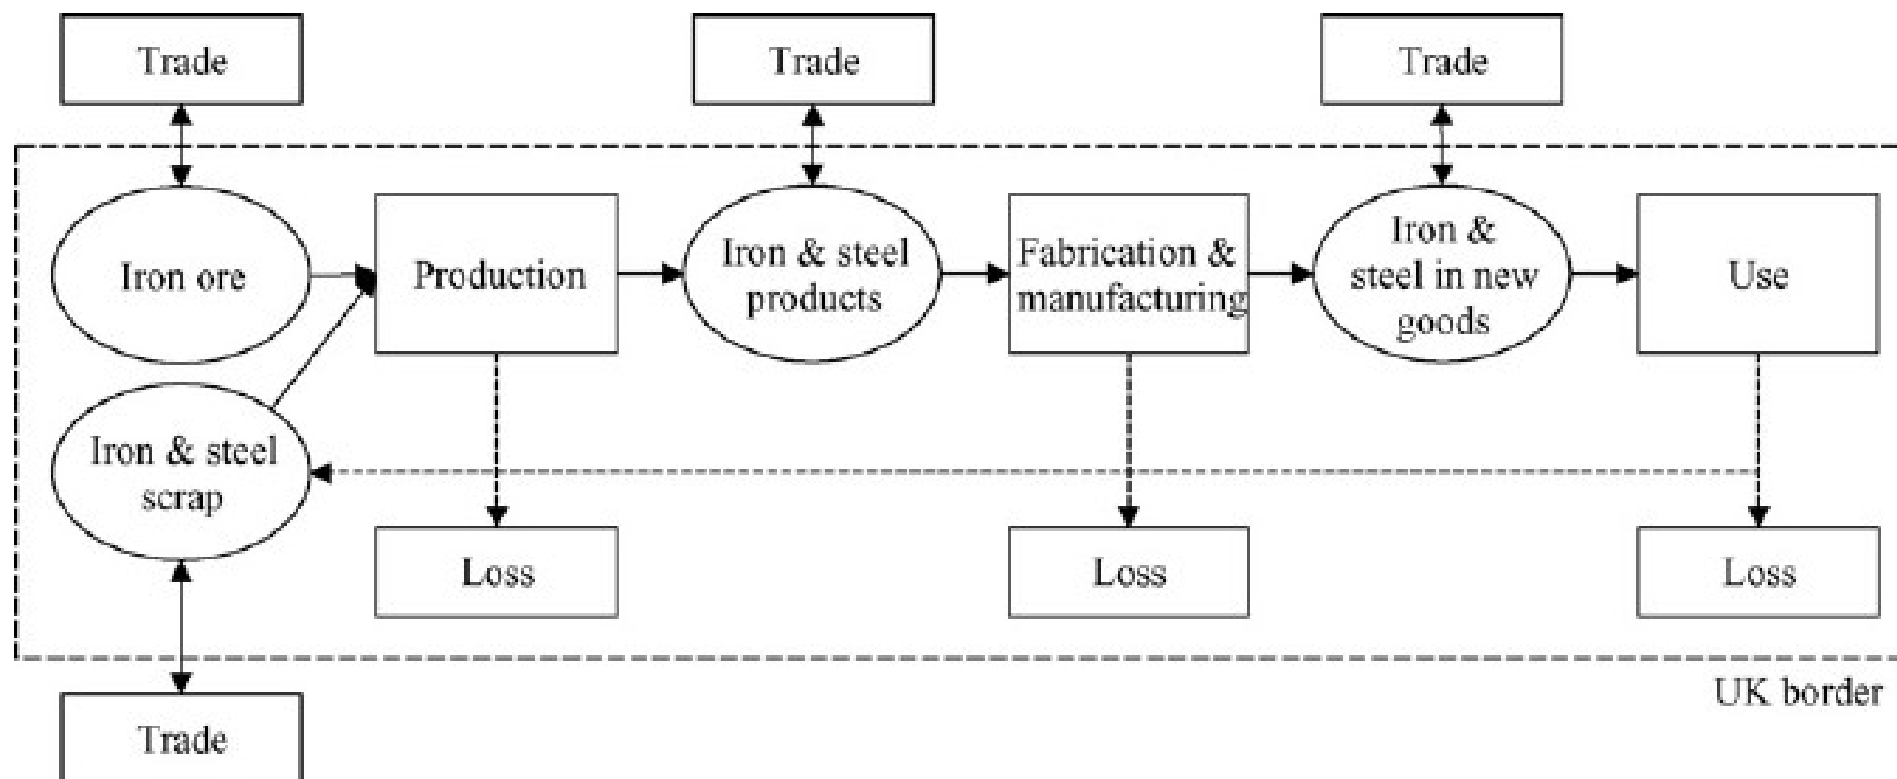 Trade
Trade
Trade
Iron ore
Production
Iron & steel
products
Fabrication &
manufacturing
Iron &
steel in new
goods
Use
Iron & steel
scrap
Loss
Loss
Loss
UK border
Trade